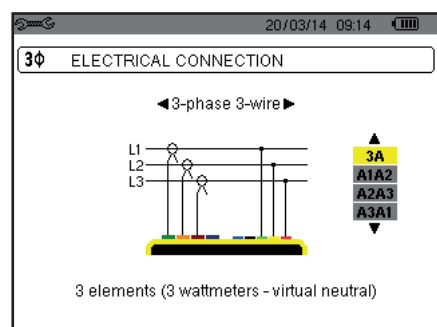 20/03/14 09:14
3ϕ ELECTRICAL CONNECTION
◄3-phase 3-wire►
L1
L2
L3
3A
A1A2
A2A3
A3A1
3 elements (3 wattmeters - virtual neutral)